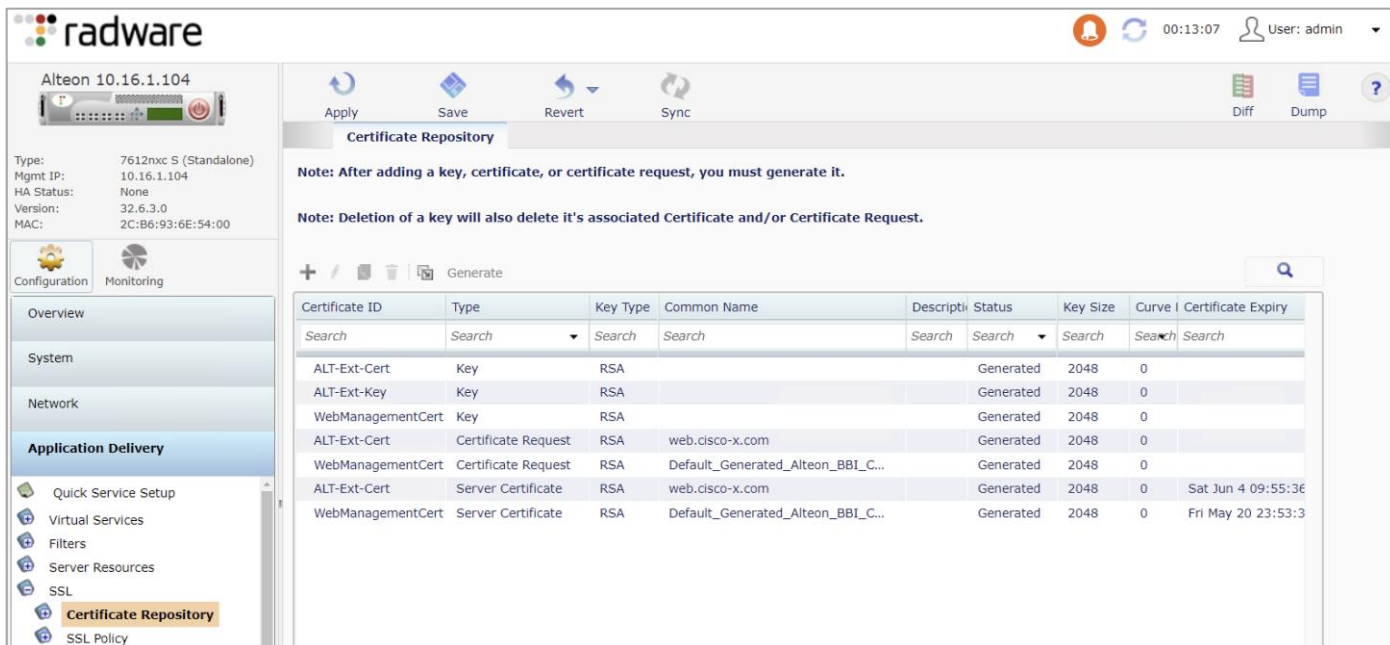 radware
00:13:07 User: admin
Alteon 10.16.1.104
Apply Save Revert Sync Diff Dump ?
Certificate Repository
Type: 7612nxc S (Standalone)
Mgmt IP: 10.16.1.104
HA Status: None
Version: 32.6.3.0
MAC: 2C:B6:93:6E:54:00
Note: After adding a key, certificate, or certificate request, you must generate it.
Note: Deletion of a key will also delete it's associated Certificate and/or Certificate Request.
Configuration Monitoring
Generate
Overview
System
Network
Application Delivery
Quick Service Setup
Virtual Services
Filters
Server Resources
SSL
Certificate Repository
SSL Policy
Certificate ID Type Key Type Common Name Descripti Status Key Size Curve Certificate Expiry
Search Search Search Search Search Search Search Search Search
ALT-Ext-Cert Key RSA Generated 2048 0
ALT-Ext-Key Key RSA Generated 2048 0
WebManagementCert Key RSA Generated 2048 0
ALT-Ext-Cert Certificate Request RSA web.cisco-x.com Generated 2048 0
WebManagementCert Certificate Request RSA Default_Generated_Alteon_BBI_C... Generated 2048 0
ALT-Ext-Cert Server Certificate RSA web.cisco-x.com Generated 2048 0 Sat Jun 4 09:55:36
WebManagementCert Server Certificate RSA Default_Generated_Alteon_BBI_C... Generated 2048 0 Fri May 20 23:53:3